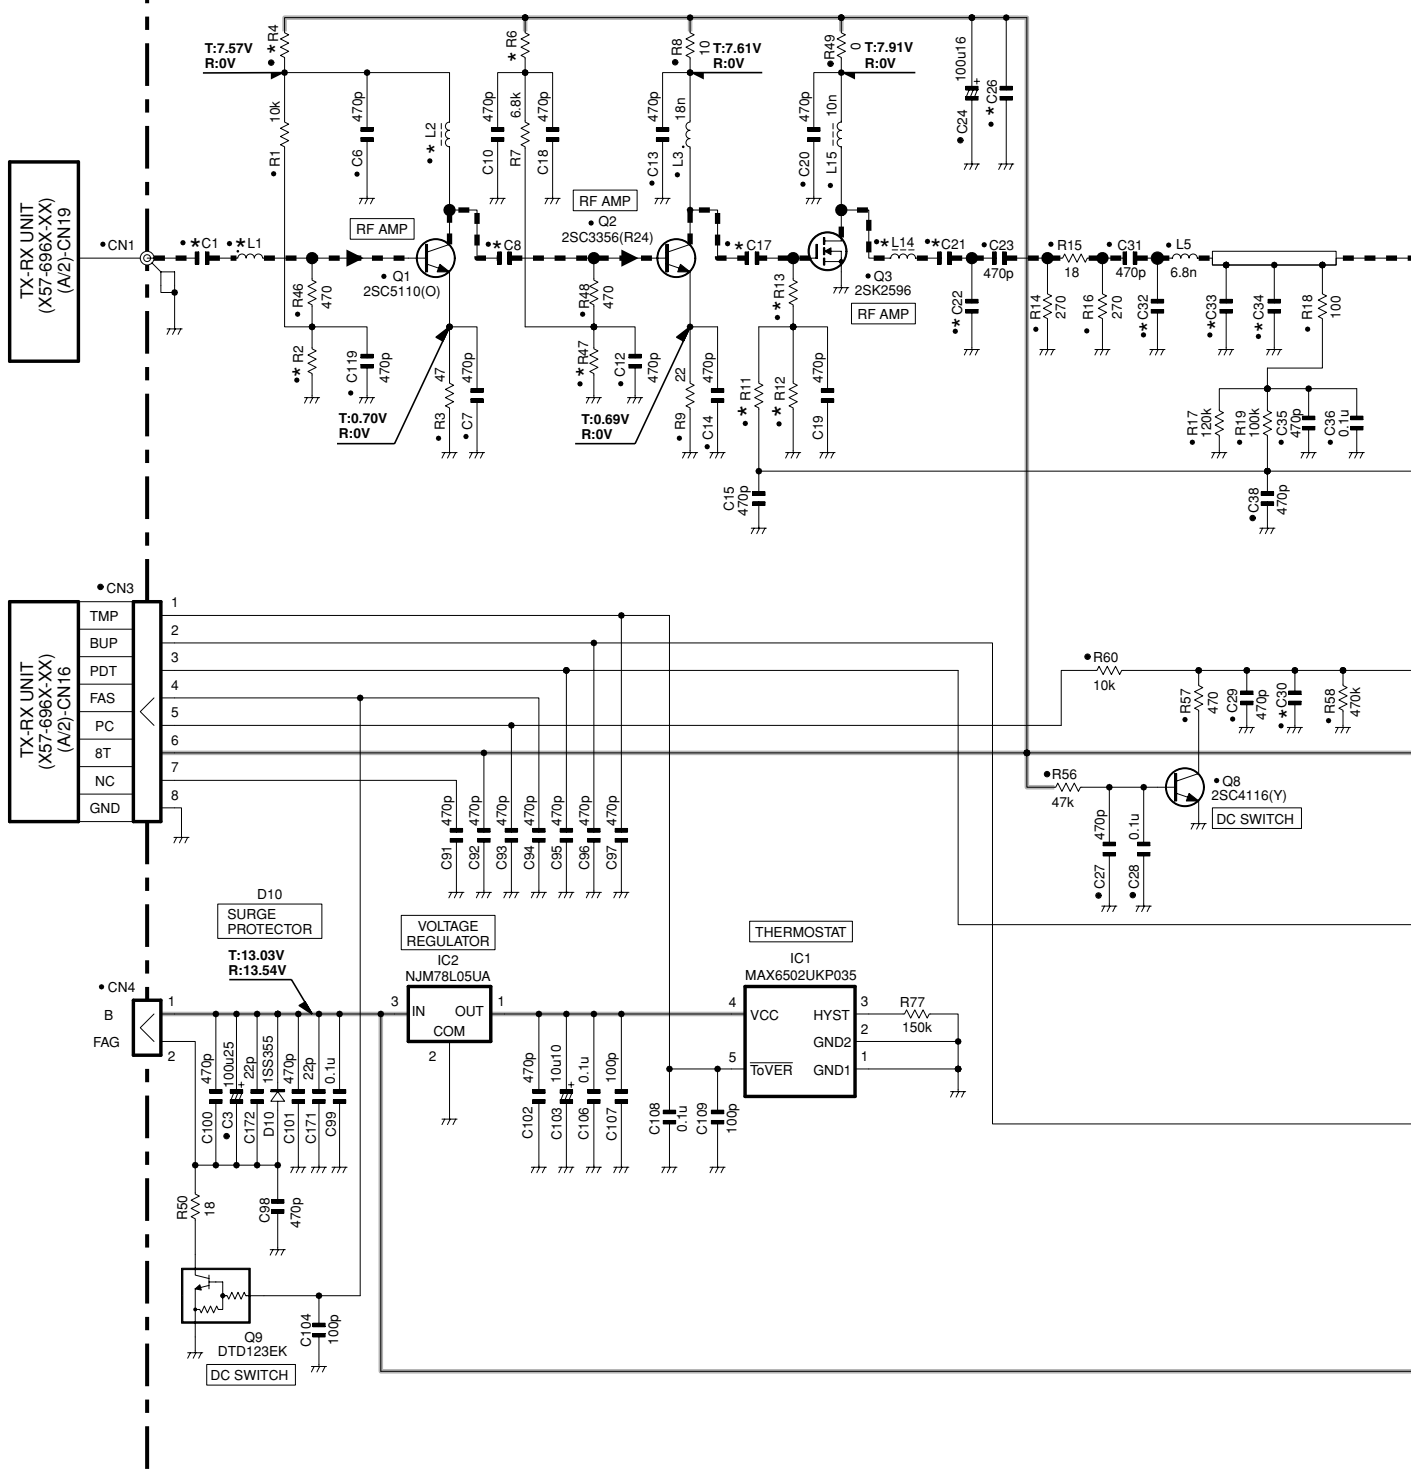 T:7.57V
R:0V
* R4
R6
*
R8
10
T:7.61V
R:0V
R49
0
T:7.91V
R:0V
100u16
+
C24
* C26
10k
R1
470p
C6
* L2
470p
C10
6.8k
R7
470p
C18
470p
C13
18n
L3
470p
C20
10n
L15
TX-RX UNIT
(X57-696X-XX)
(A/2)-CN19
CN1
*C1
*L1
RF AMP
Q1
2SC5110(O)
*C8
RF AMP
Q2
2SC3356(R24)
*C17
Q3
2SK2596
RF AMP
*L14
*C21
C23
470p
R15
18
C31
470p
L5
6.8n
R46
470
* R2
C119
470p
T:0.70V
R:0V
47
R3
470p
C7
R48
470
*R47
C12
470p
T:0.69V
R:0V
22
R9
470p
C14
*R13
* R11
* R12
470p
C19
C15
470p
*C22
R14
270
R16
270
*C32
*C33
*C34
R18
100
R17
120k
R19
100k
C35
470p
C36
0.1u
C38
470p
CN3
TX-RX UNIT
(X57-696X-XX)
(A/2)-CN16
TMP
BUP
PDT
FAS
PC
8T
NC
GND
1
2
3
4
5
6
7
8
470p
C91
470p
C92
470p
C93
470p
C94
470p
C95
470p
C96
470p
C97
R60
10k
R57
470
C29
470p
*C30
R58
470k
R56
47k
Q8
2SC4116(Y)
DC SWITCH
470p
C27
0.1u
C28
D10
SURGE
PROTECTOR
T:13.03V
R:13.54V
VOLTAGE
REGULATOR
IC2
NJM78L05UA
3
IN
OUT
1
COM
2
THERMOSTAT
IC1
MAX6502UKP035
4
VCC
HYST
3
R77
150k
GND2
2
5
ToVER
GND1
1
CN4
B
1
FAG
2
470p
C100
100u25
+
C3
22p
C172
1SS355
D10
470p
C101
22p
C171
0.1u
C99
470p
C102
10u10
+
C103
0.1u
C106
100p
C107
C108
0.1u
C109
100p
R50
18
C98
470p
C104
100p
Q9
DTD123EK
DC SWITCH